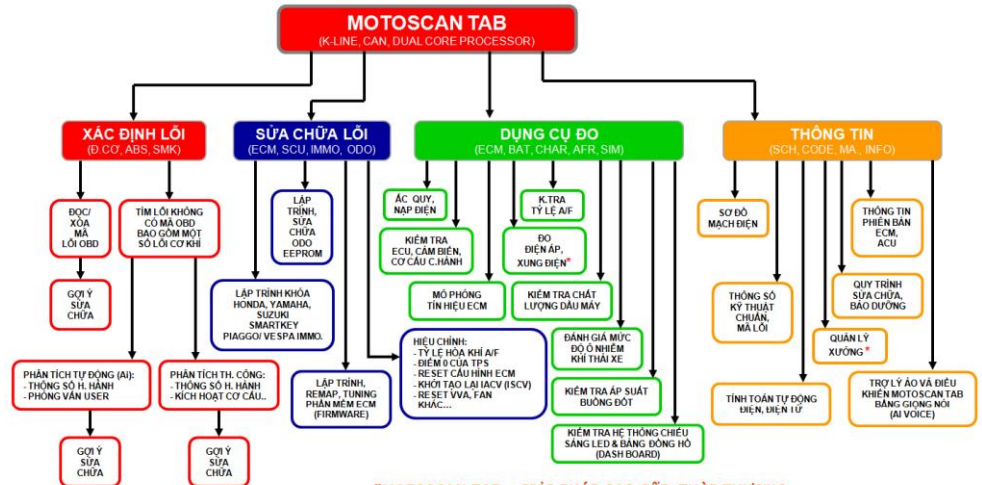 MOTOSCAN TAB
(K-LINE, CAN, DUAL CORE PROCESSOR)
XÁC ĐỊNH LỖI
(Đ.CƠ, ABS, SMK)
ĐỌC/
XÓA
MÃ
LỖI OBD
GỢI Ý
SỬA
CHỮA
TÌM LỖI KHÔNG
CÓ MÃ OBD
BAO GỒM MỘT
SỐ LỖI CƠ KHÍ
PHÂN TÍCH TỰ ĐỘNG (Ai):
- THÔNG SỐ H. HÀNH
- PHỎNG VẤN USER
GỢI Ý
SỬA
CHỮA
PHÂN TÍCH TH. CÔNG:
- THÔNG SỐ H. HÀNH
- KÍCH HOẠT CƠ CẤU..
GỢI Ý
SỬA
CHỮA
SỬA CHỮA LỖI
(ECM, SCU, IMMO, ODO)
LẬP
TRÌNH,
SỬA
CHỮA
ODO
EEPROM
LẬP TRÌNH KHÓA
HONDA, YAMAHA,
SUZUKI
SMARTKEY
PIAGGO/ VESPA IMMO.
LẬP TRÌNH,
REMAP, TUNING
PHẦN MỀM ECM
(FIRMWARE)
HIỆU CHỈNH:
- TỶ LỆ HÒA KHÍ A/F
- ĐIỂM 0 CỦA TPS
- RESET CẤU HÌNH ECM
- KHỞI TẠO LẠI IACV (ISCV)
- RESET VVA, FAN
KHÁC...
DỤNG CỤ ĐO
(ECM, BAT, CHAR, AFR, SIM)
ẮC QUY,
NẠP ĐIỆN
KIỂM TRA
ECU, CẢM BIẾN,
CƠ CẤU C.HÀNH
MÔ PHỎNG
TÍN HIỆU ECM
K.TRA
TỶ LỆ A/F
ĐO
ĐIỆN ÁP,
XUNG ĐIỆN*
KIỂM TRA CHẤT
LƯỢNG DẦU MÁY
ĐÁNH GIÁ MỨC
ĐỘ Ô NHIỄM
KHÍ THẢI XE
KIỂM TRA ÁP SUẤT
BUỒNG ĐỐT
KIỂM TRA HỆ THỐNG CHIẾU
SÁNG LED & BẢNG ĐỒNG HỒ
(DASH BOARD)
THÔNG TIN
(SCH, CODE, MA., INFO)
SƠ ĐỒ
MẠCH ĐIỆN
THÔNG SỐ
KỸ THUẬT
CHUẨN,
MÃ LỖI
TÍNH TOÁN TỰ ĐỘNG
ĐIỆN, ĐIỆN TỬ
THÔNG TIN
PHIÊN BẢN
ECM,
ACU
QUY TRÌNH
SỬA CHỮA,
BẢO DƯỠNG
QUẢN LÝ
XƯỞNG *
TRỢ LÝ ẢO VÀ ĐIỀU
KHIỂN MOTOSCAN TAB
BẰNG GIỌNG NÓI
(AI VOICE)